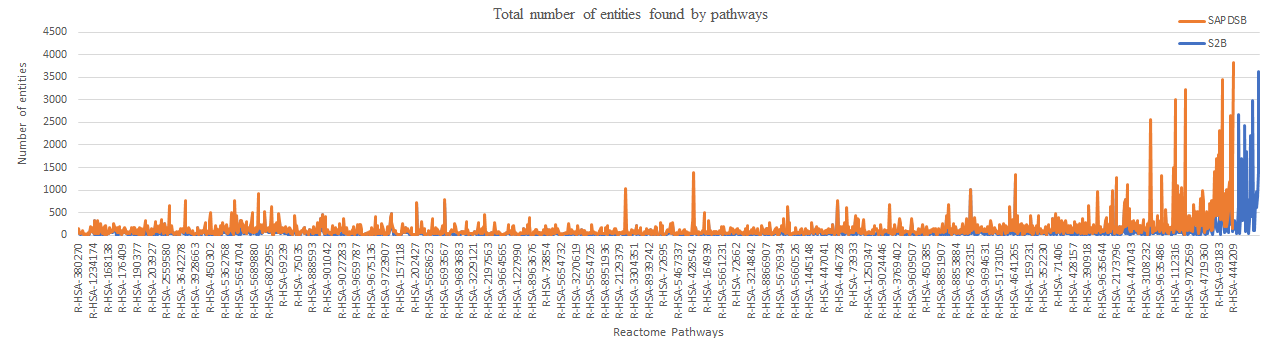 Total number of entities found by pathways
SAPDSB
S2B
4500
4000
3500
3000
2500
2000
1500
1000
500
0
Number of entities
R-HSA-380270
R-HSA-1234174
R-HSA-168138
R-HSA-176409
R-HSA-190377
R-HSA-203927
R-HSA-2559580
R-HSA-3542278
R-HSA-3928663
R-HSA-450302
R-HSA-5362768
R-HSA-5654704
R-HSA-5689880
R-HSA-6802955
R-HSA-69239
R-HSA-75035
R-HSA-8888593
R-HSA-901042
R-HSA-9027283
R-HSA-9659787
R-HSA-975136
R-HSA-9723907
R-HSA-157118
R-HSA-202427
R-HSA-5658623
R-HSA-5693567
R-HSA-9683683
R-HSA-3229121
R-HSA-2197563
R-HSA-9664565
R-HSA-1222990
R-HSA-8963676
R-HSA-73854
R-HSA-5654732
R-HSA-3270619
R-HSA-5654726
R-HSA-8951936
R-HSA-2129379
R-HSA-3304351
R-HSA-8939242
R-HSA-72695
R-HSA-5467337
R-HSA-428542
R-HSA-164939
R-HSA-5661231
R-HSA-72662
R-HSA-3214842
R-HSA-8866907
R-HSA-5676934
R-HSA-5660526
R-HSA-1445148
R-HSA-447041
R-HSA-446728
R-HSA-73933
R-HSA-1250347
R-HSA-9024446
R-HSA-3769402
R-HSA-9609507
R-HSA-450385
R-HSA-8851907
R-HSA-8853884
R-HSA-6782315
R-HSA-9694631
R-HSA-5173105
R-HSA-4641265
R-HSA-159231
R-HSA-352230
R-HSA-71406
R-HSA-428157
R-HSA-390918
R-HSA-9635644
R-HSA-2173796
R-HSA-447043
R-HSA-3108232
R-HSA-9635486
R-HSA-112316
R-HSA-9702569
R-HSA-4719360
R-HSA-69183
R-HSA-444209
Reactome Pathways